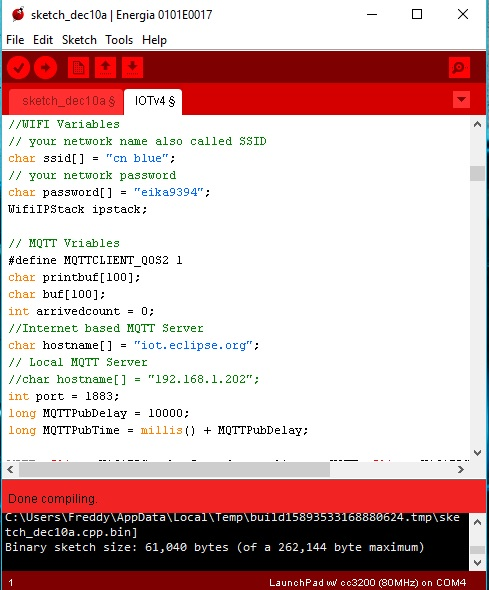 sketch_dec10a | Energia 0101E0017
File Edit Sketch Tools Help
sketch_dec10a § IOTv4 §
//WIFI Variables
// your network name also called SSID
char ssid[] = "cn blue";
// your network password
char password[] = "eika9394";
WifiIPStack ipstack;
// MQTT Vriables
#define MQTTCLIENT_QOS2 1
char printbuf[100];
char buf[100];
int arrivedcount = 0;
//Internet based MQTT Server
char hostname[] = "iot.eclipse.org";
// Local MQTT Server
//char hostname[] = "192.168.1.202";
int port = 1883;
long MQTTPubDelay = 10000;
long MQTTPubTime = millis() + MQTTPubDelay;
Done compiling.
C:\Users\Freddy\AppData\Local\Temp\build15893533168880624.tmp\ske
tch_dec10a.cpp.bin]
Binary sketch size: 61,040 bytes (of a 262,144 byte maximum)
1 LaunchPad w/ cc3200 (80MHz) on COM4